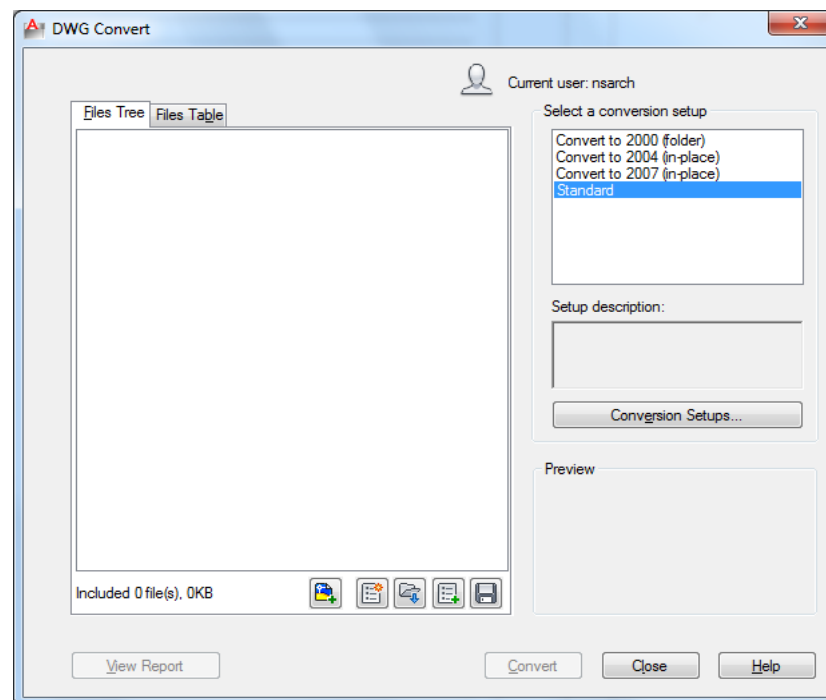 DWG Convert
Current user: nsarch
Files Tree
Files Table
Select a conversion setup
Convert to 2000 (folder)
Convert to 2004 (in-place)
Convert to 2007 (in-place)
Standard
Setup description:
Conversion Setups...
Preview
Included 0 file(s), 0KB
View Report
Convert
Close
Help